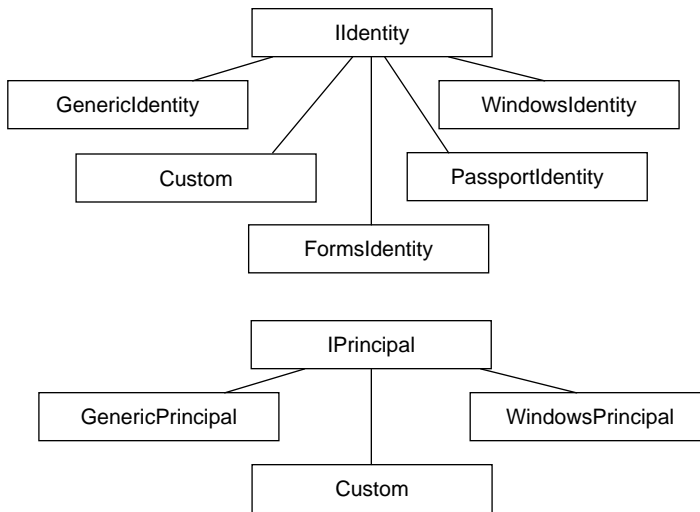 IIdentity
GenericIdentity
WindowsIdentity
Custom
PassportIdentity
FormsIdentity
IPrincipal
GenericPrincipal
WindowsPrincipal
Custom